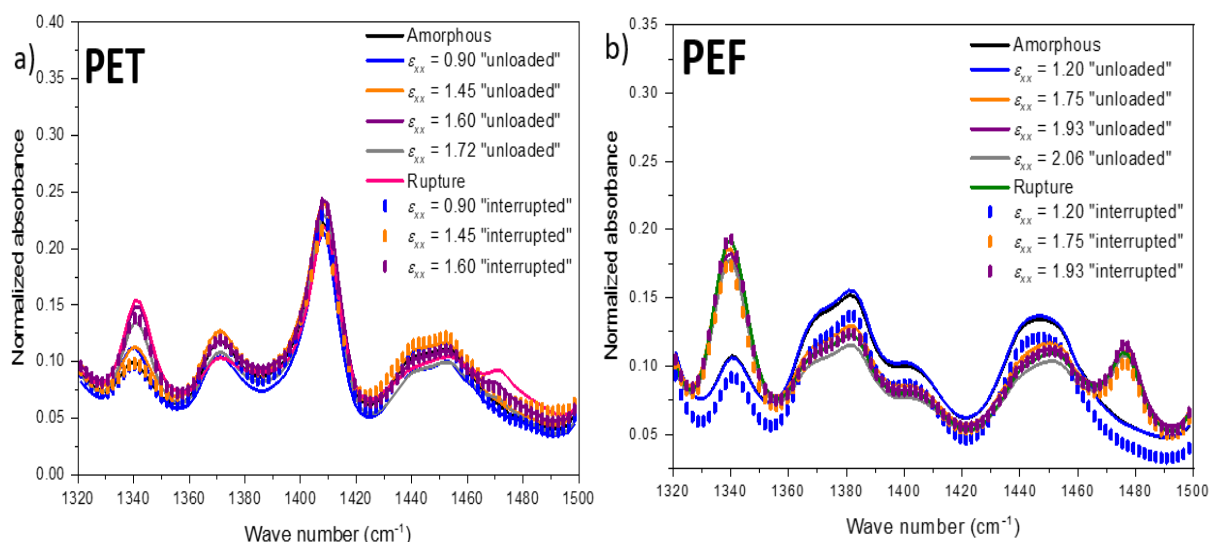 a)
PET
Amorphous
εxx = 0.90 "unloaded"
εxx = 1.45 "unloaded"
εxx = 1.60 "unloaded"
εxx = 1.72 "unloaded"
Rupture
εxx = 0.90 "interrupted"
εxx = 1.45 "interrupted"
εxx = 1.60 "interrupted"
Normalized absorbance
0.40
0.35
0.30
0.25
0.20
0.15
0.10
0.05
0.00
1320 1340 1360 1380 1400 1420 1440 1460 1480 1500
Wave number (cm⁻¹)
b)
PEF
Amorphous
εxx = 1.20 "unloaded"
εxx = 1.75 "unloaded"
εxx = 1.93 "unloaded"
εxx = 2.06 "unloaded"
Rupture
εxx = 1.20 "interrupted"
εxx = 1.75 "interrupted"
εxx = 1.93 "interrupted"
Normalized absorbance
0.35
0.30
0.25
0.20
0.15
0.10
0.05
1320 1340 1360 1380 1400 1420 1440 1460 1480 1500
Wave number (cm⁻¹)